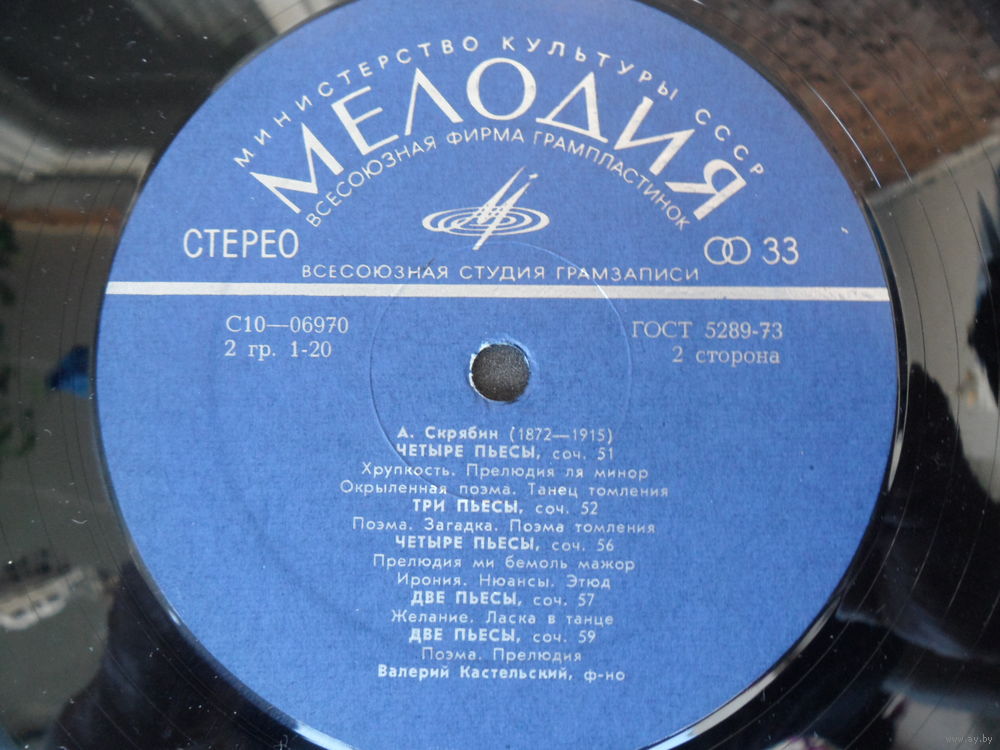 МИНИСТЕРСТВО КУЛЬТУРЫ СССР
МЕЛОДИЯ
ВСЕСОЮЗНАЯ ФИРМА ГРАМПЛАСТИНОК
СТЕРЕО
33
ВСЕСОЮЗНАЯ СТУДИЯ ГРАМЗАПИСИ
С10—06970
ГОСТ 5289-73
2 гр. 1-20
2 сторона
А. Скрябин (1872—1915)
ЧЕТЫРЕ ПЬЕСЫ, соч. 51
Хрупкость. Прелюдия ля минор
Окрыленная поэма. Танец томления
ТРИ ПЬЕСЫ, соч. 52
Поэма. Загадка. Поэма томления
ЧЕТЫРЕ ПЬЕСЫ, соч. 56
Прелюдия ми бемоль мажор
Ирония. Нюансы. Этюд
ДВЕ ПЬЕСЫ, соч. 57
Желание. Ласка в танце
ДВЕ ПЬЕСЫ, соч. 59
Поэма. Прелюдия
Валерий Кастельский, ф-но
www.ay.by